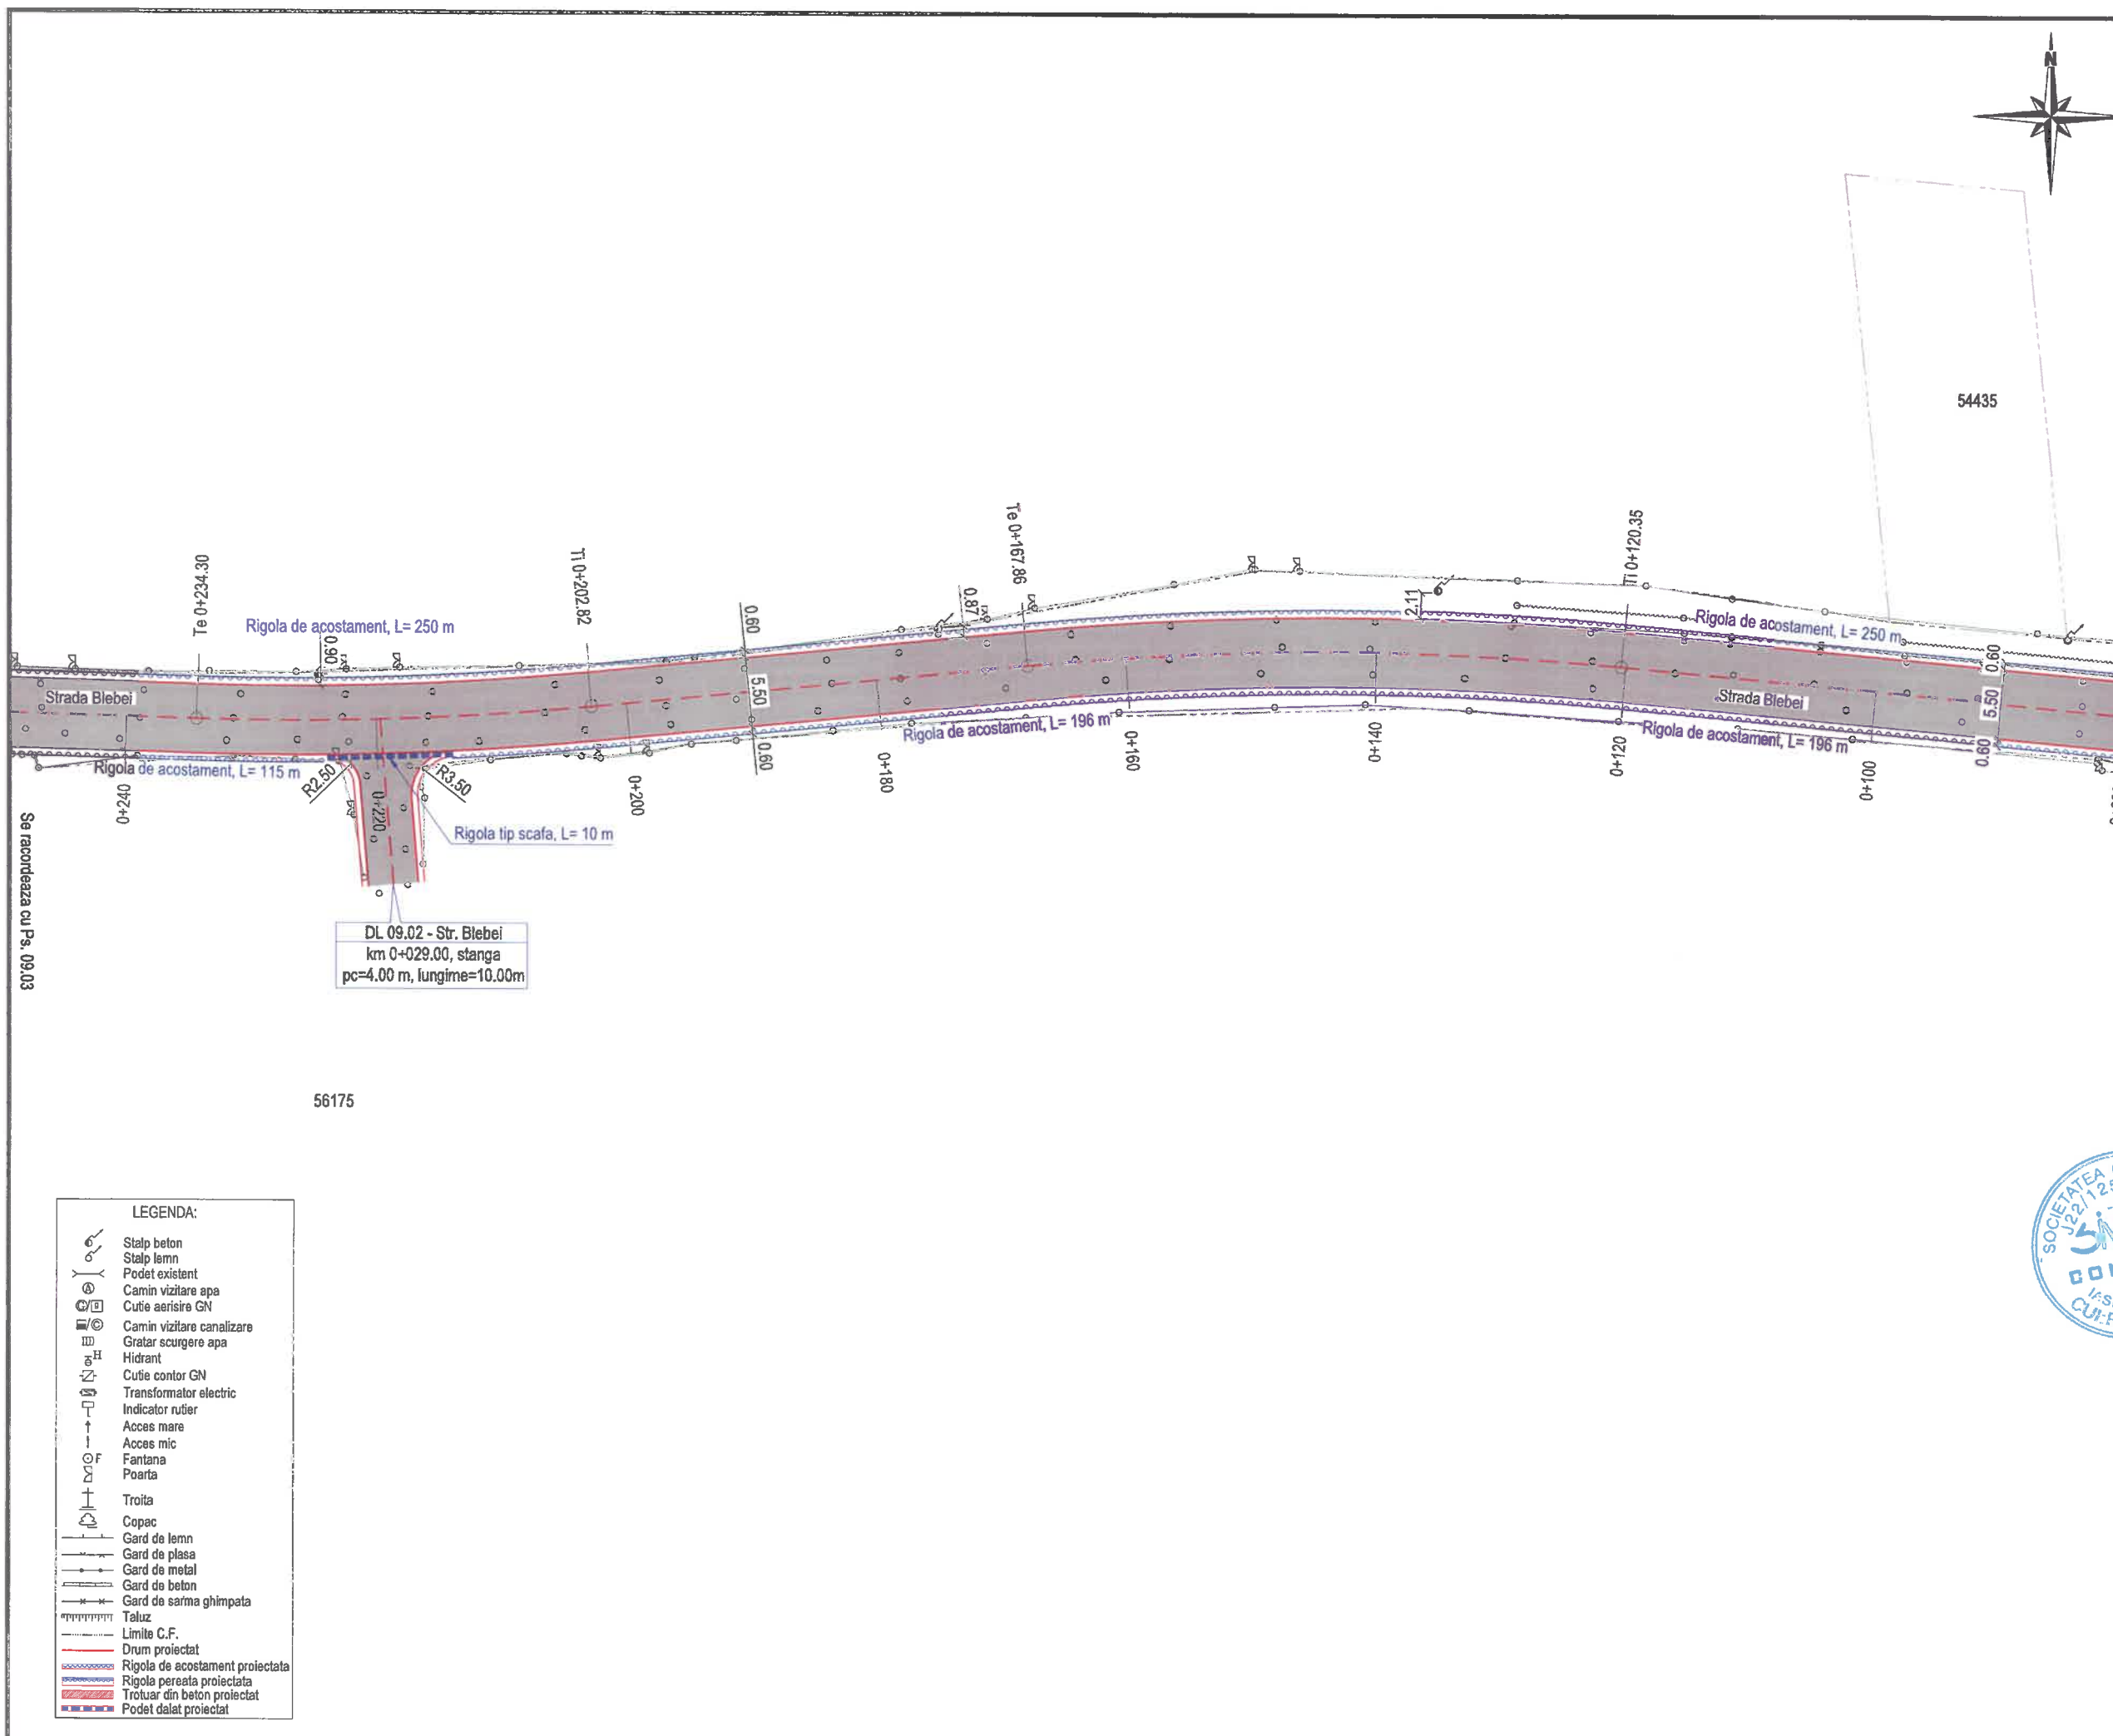 N
54435
Te 0+234.30
Ti 0+202.82
Te 0+167.86
Ti 0+120.35
Rigola de acostament, L= 250 m
0.90
0.60
0.87
2.11
Rigola de acostament, L= 250 m
0.60
Strada Blebei
5.50
Strada Blebei
5.50
Rigola de acostament, L= 196 m
Rigola de acostament, L= 196 m
0.60
0.60
Rigola de acostament, L= 115 m
R2.50
R3.50
0+240
0+220
0+200
0+180
0+160
0+140
0+120
0+100
Rigola tip scafa, L= 10 m
Se racordeaza cu Ps. 09.03
DL 09.02 - Str. Blebei
km 0+029.00, stanga
pc=4.00 m, lungime=10.00m
56175
LEGENDA:
Stalp beton
Stalp lemn
Podet existent
Camin vizitare apa
Cutie aerisire GN
Camin vizitare canalizare
Gratar scurgere apa
H Hidrant
Cutie contor GN
Transformator electric
Indicator rutier
Acces mare
Acces mic
F Fantana
Poarta
Troita
Copac
Gard de lemn
Gard de plasa
Gard de metal
Gard de beton
Gard de sarma ghimpata
Taluz
Limite C.F.
Drum proiectat
Rigola de acostament proiectata
Rigola pereata proiectata
Trotuar din beton proiectat
Podet dalat proiectat
SOCIETATEA
J22/125